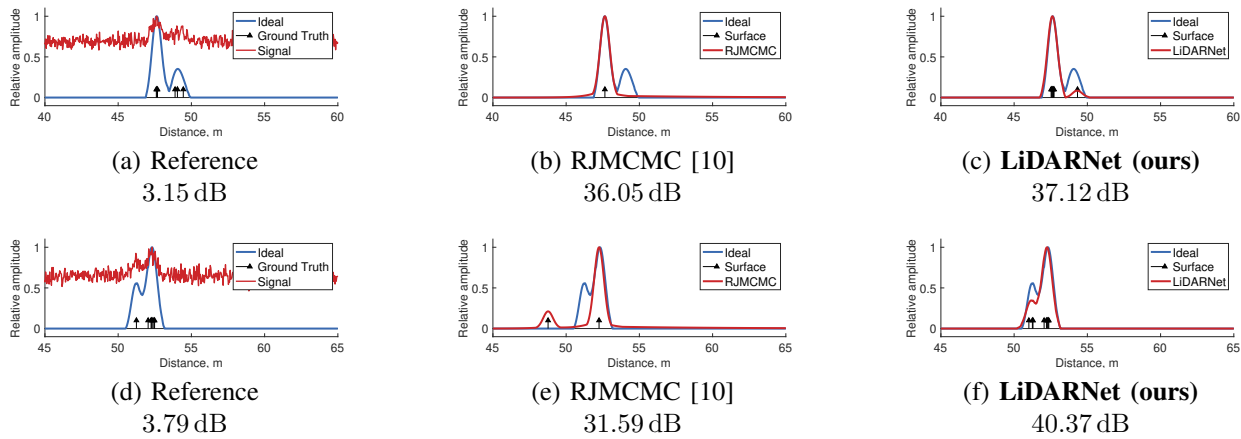 Relative amplitude
1
0.5
0
40 45 50 55 60
Distance, m
Ideal
Ground Truth
Signal
(a) Reference
3.15 dB
Relative amplitude
1
0.5
0
40 45 50 55 60
Distance, m
Ideal
Surface
RJMCMC
(b) RJMCMC [10]
36.05 dB
Relative amplitude
1
0.5
0
40 45 50 55 60
Distance, m
Ideal
Surface
LiDARNet
(c) LiDARNet (ours)
37.12 dB
Relative amplitude
1
0.5
0
45 50 55 60 65
Distance, m
Ideal
Ground Truth
Signal
(d) Reference
3.79 dB
Relative amplitude
1
0.5
0
45 50 55 60 65
Distance, m
Ideal
Surface
RJMCMC
(e) RJMCMC [10]
31.59 dB
Relative amplitude
1
0.5
0
45 50 55 60 65
Distance, m
Ideal
Surface
LiDARNet
(f) LiDARNet (ours)
40.37 dB